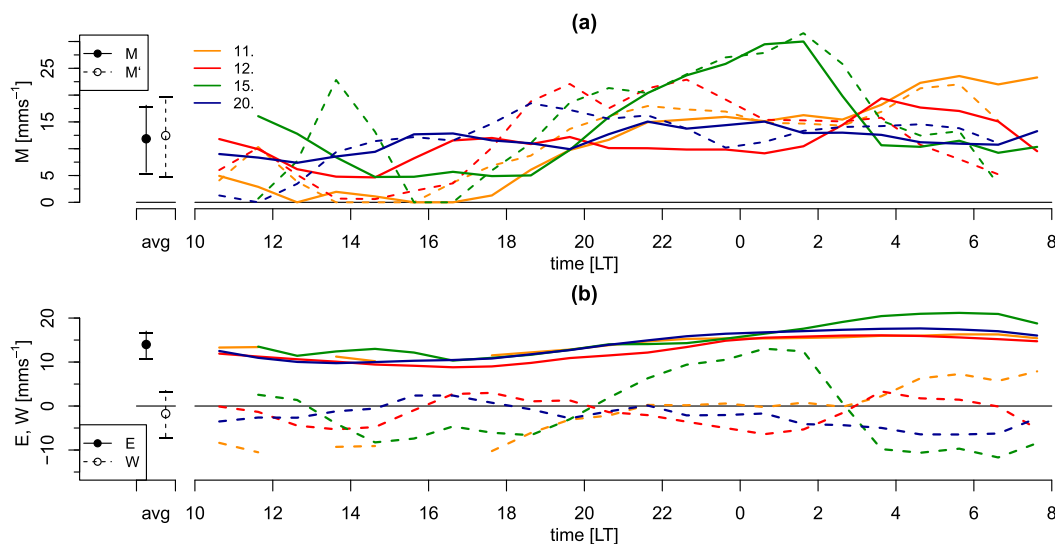 (a)
M
M‘
11.
12.
15.
20.
M [mms⁻¹]
0
5
15
25
avg
10 12 14 16 18 20 22 0 2 4 6 8
time [LT]
(b)
E, W [mms⁻¹]
20
10
0
−10
E
W
avg
10 12 14 16 18 20 22 0 2 4 6 8
time [LT]